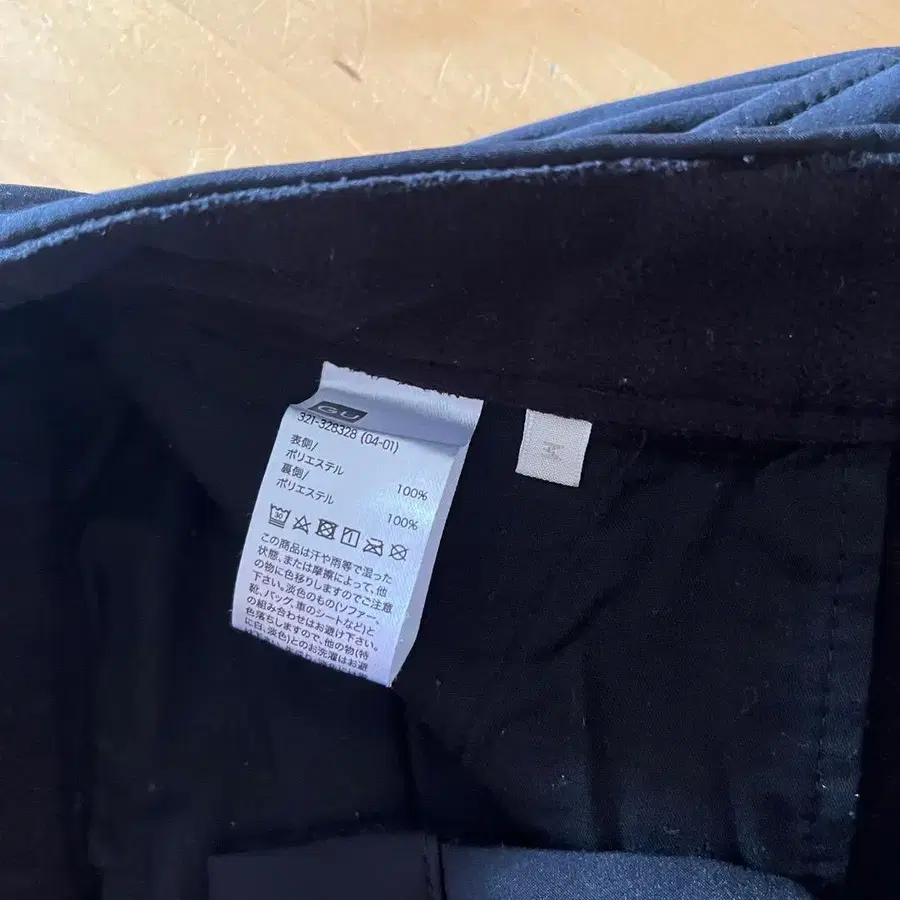 GU
321-328328 (04-01)
表側/
ポリエステル
100%
裏側/
ポリエステル
100%
30
この商品は汗や雨等で湿った
状態、または摩擦によって、他
の物に色移りしますのでご注意
下さい。淡色のもの(ソファー、
靴、バッグ、車のシートなど)と
の組み合わせはお避け下さい。
色落ちしますので、他の物(特
に白、淡色)とのお洗濯はお避
M